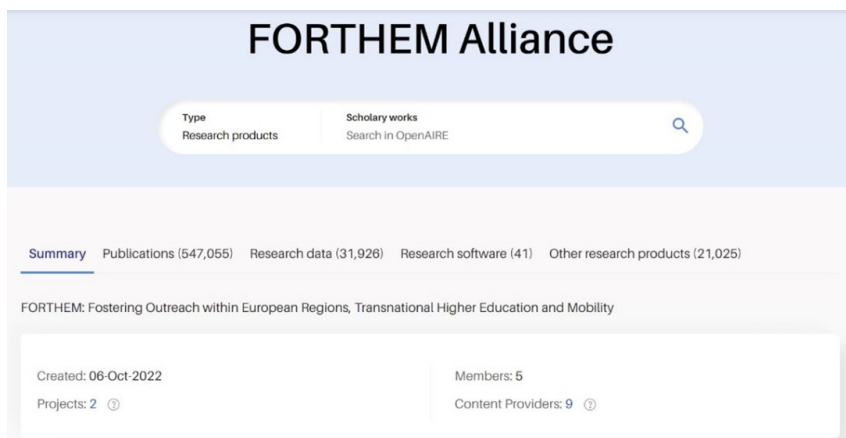 FORTHEM Alliance
Type
Scholary works
Research products
Search in OpenAIRE
Summary Publications (547,055) Research data (31,926) Research software (41) Other research products (21,025)
FORTHEM: Fostering Outreach within European Regions, Transnational Higher Education and Mobility
Created: 06-Oct-2022
Members: 5
Projects: 2 ?
Content Providers: 9 ?